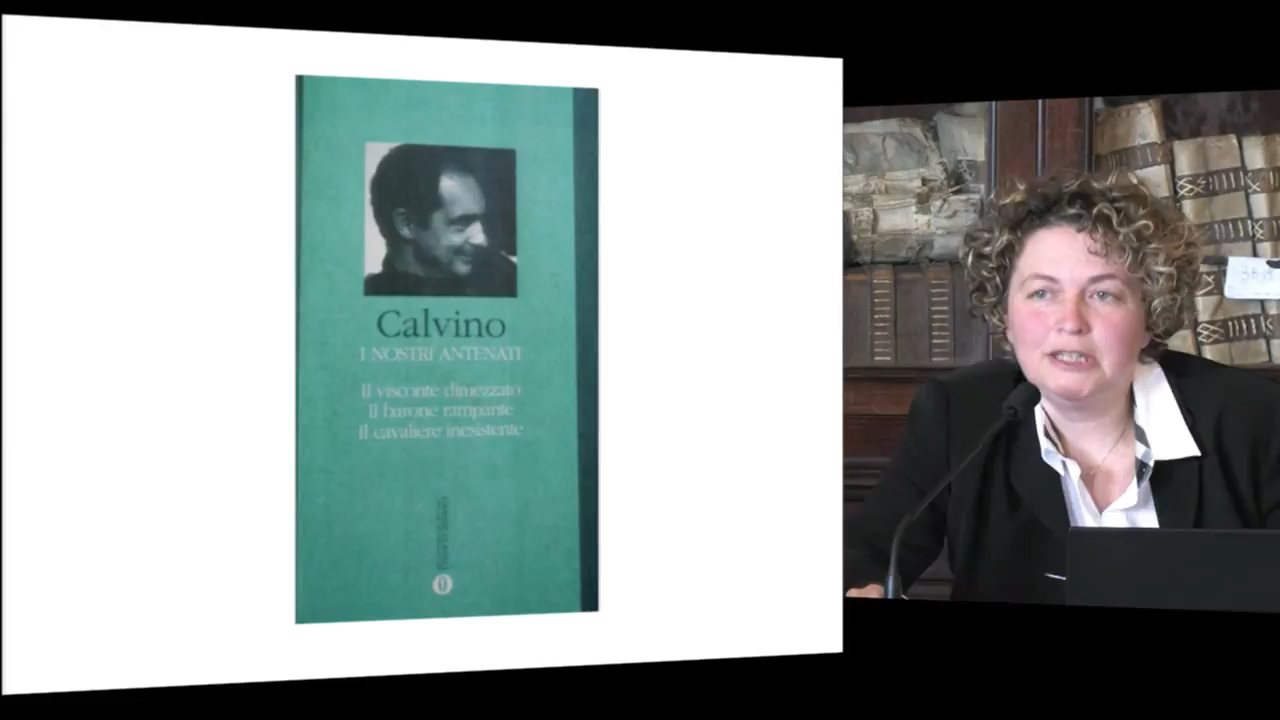 Calvino
I NOSTRI ANTENATI
Il visconte dimezzato
Il barone rampante
Il cavaliere inesistente